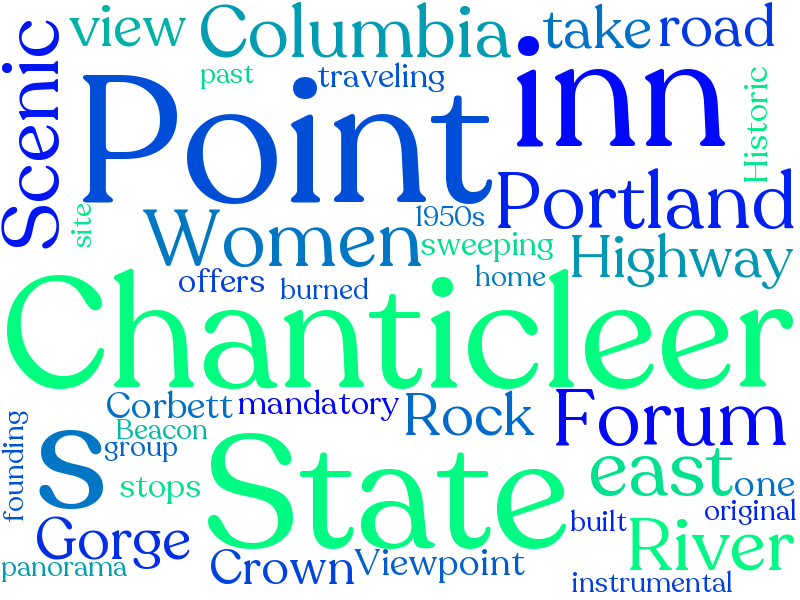 view
Columbia
take
road
past
traveling
Scenic
Point
inn
Historic
Portland
site
1950s
Women
sweeping
Highway
offers
home
burned
Chanticleer
Corbett
mandatory
Rock
Forum
Beacon
founding
s
group
State
east
stops
one
original
built
Gorge
River
Crown
Viewpoint
panorama
instrumental